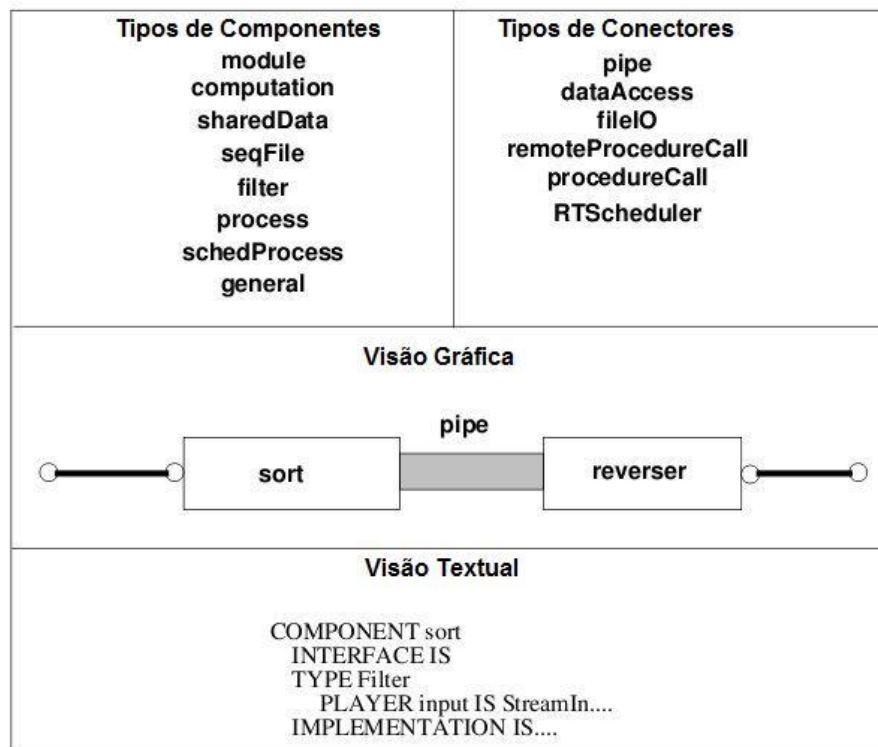 Tipos de Componentes
module
computation
sharedData
seqFile
filter
process
schedProcess
general
Tipos de Conectores
pipe
dataAccess
fileIO
remoteProcedureCall
procedureCall
RTScheduler
Visão Gráfica
pipe
sort
reverser
Visão Textual
COMPONENT sort
INTERFACE IS
TYPE Filter
PLAYER input IS StreamIn....
IMPLEMENTATION IS....